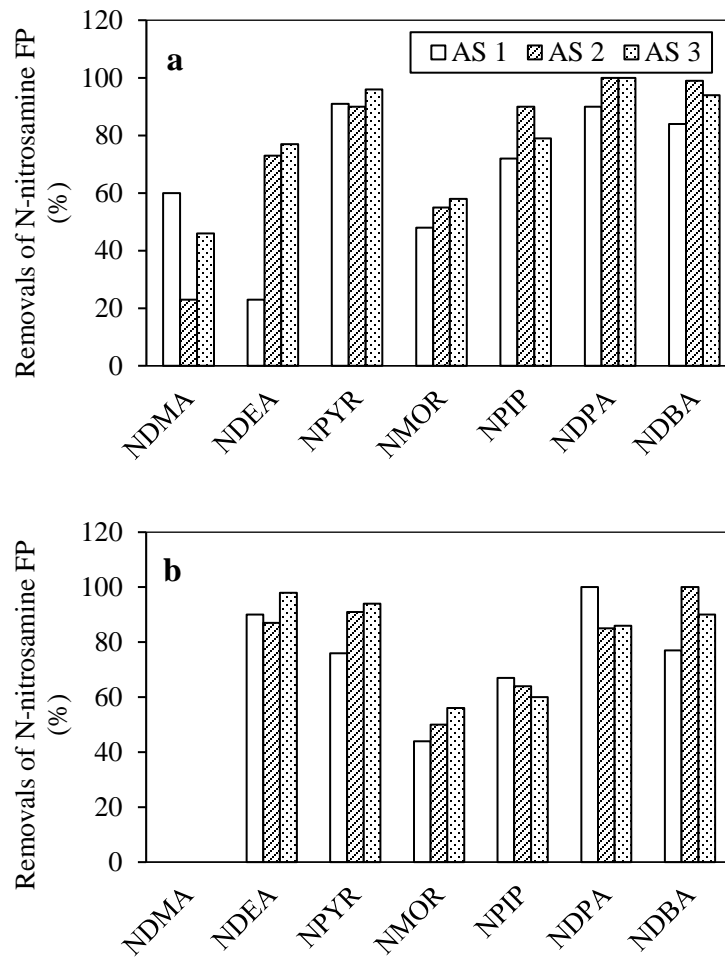 a
AS 1 AS 2 AS 3
Removals of N-nitrosamine FP
(%)
120
100
80
60
40
20
0
NDMA NDEA NPYR NMOR NPIP NDPA NDBA
b
Removals of N-nitrosamine FP
(%)
120
100
80
60
40
20
0
NDMA NDEA NPYR NMOR NPIP NDPA NDBA